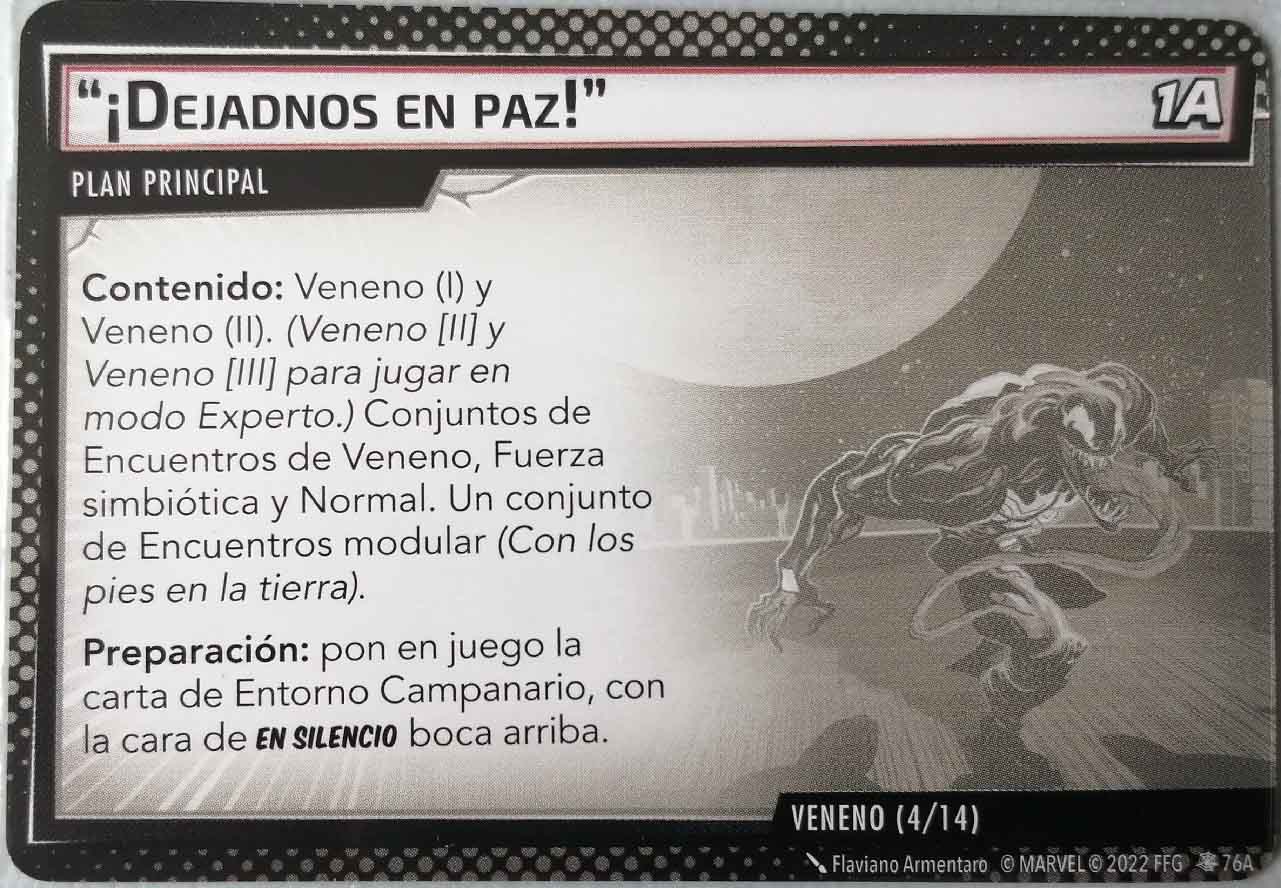 “¡DEJADNOS EN PAZ!”
1A
PLAN PRINCIPAL
Contenido: Veneno (I) y
Veneno (II). (Veneno [II] y
Veneno [III] para jugar en
modo Experto.) Conjuntos de
Encuentros de Veneno, Fuerza
simbiótica y Normal. Un conjunto
de Encuentros modular (Con los
pies en la tierra).
Preparación: pon en juego la
carta de Entorno Campanario, con
la cara de EN SILENCIO boca arriba.
VENENO (4/14)
Flaviano Armentaro © MARVEL © 2022 FFG 76A